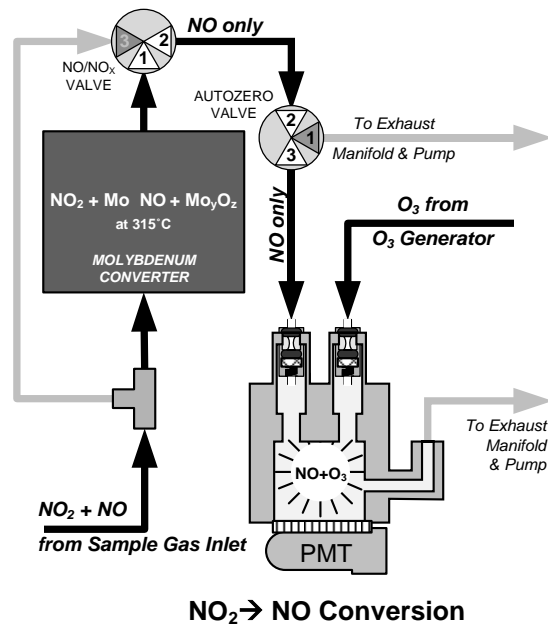 NO only
3
2
1
NO/NOX
VALVE
AUTOZERO
VALVE
2
1
3
To Exhaust
Manifold & Pump
NO2 + Mo NO + MoyOz
at 315˚C
MOLYBDENUM
CONVERTER
NO only
O3 from
O3 Generator
NO+O3
To Exhaust
Manifold
& Pump
NO2 + NO
from Sample Gas Inlet
PMT
NO2→ NO Conversion